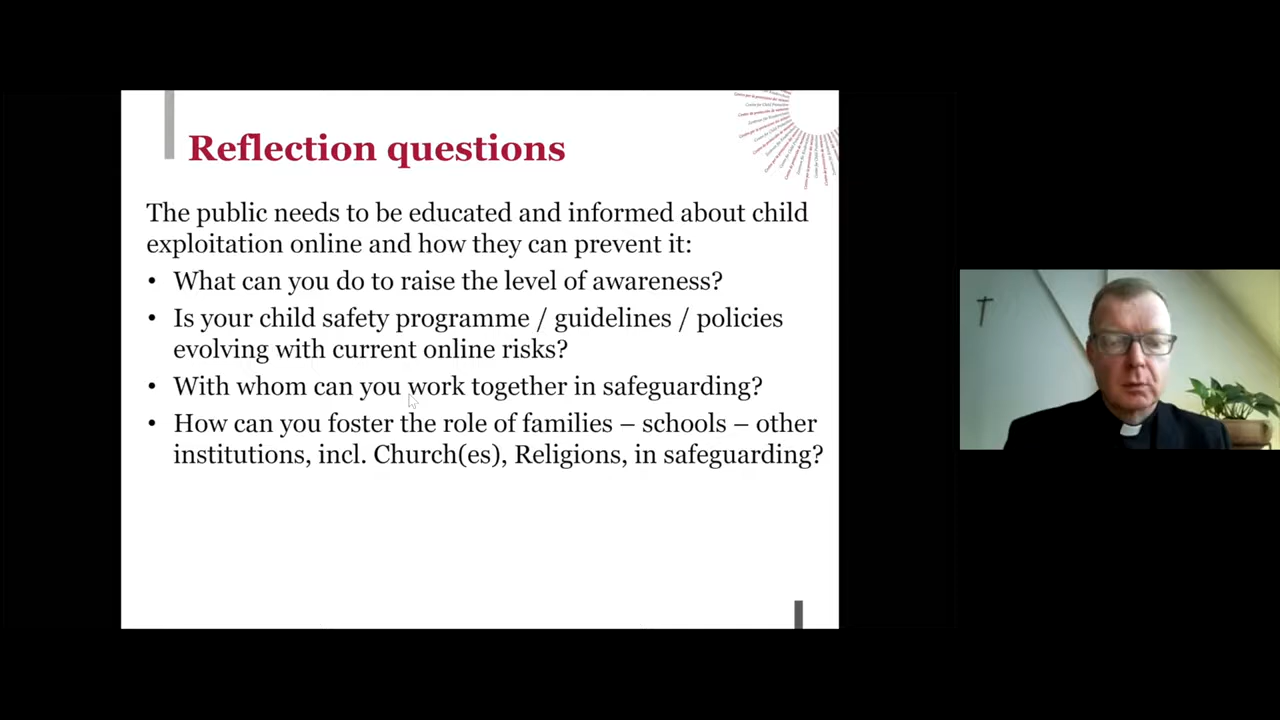 Reflection questions
The public needs to be educated and informed about child
exploitation online and how they can prevent it:
• What can you do to raise the level of awareness?
• Is your child safety programme / guidelines / policies
evolving with current online risks?
• With whom can you work together in safeguarding?
• How can you foster the role of families – schools – other
institutions, incl. Church(es), Religions, in safeguarding?